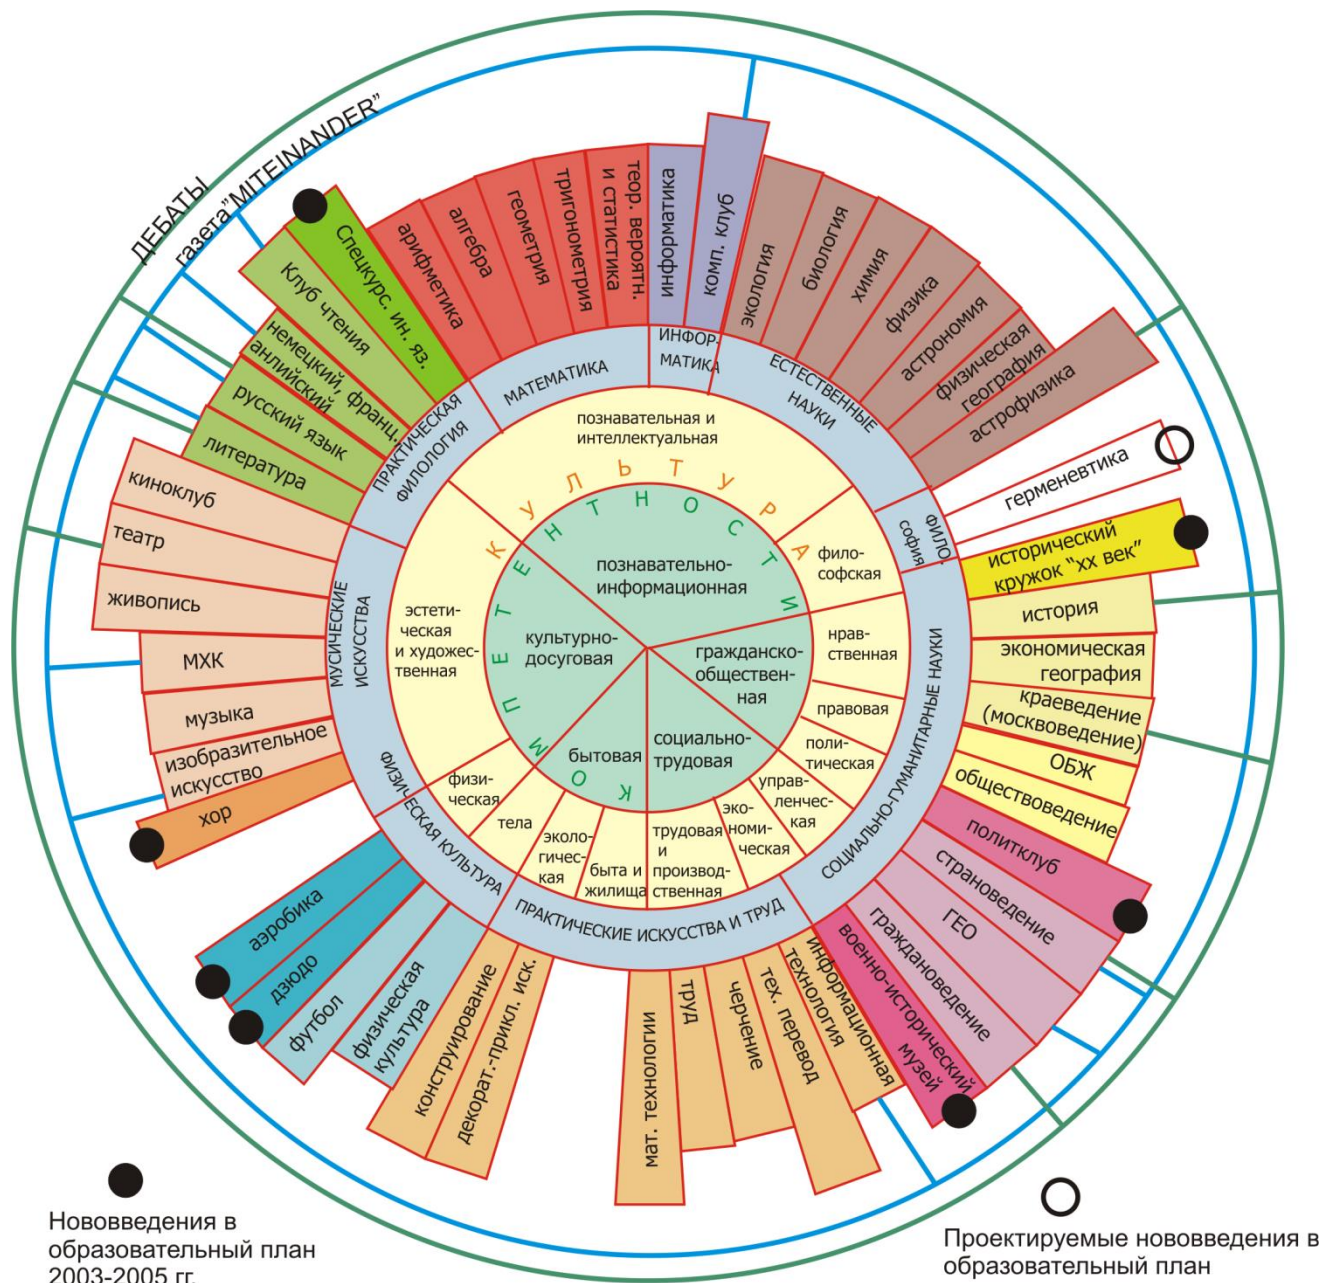 ДЕБАТЫ
газета"MITEINANDER"
Спецкурс. ин. яз.
Клуб чтения
немецкий, франц.
анлийский
русский язык
литература
арифметика
алгебра
геометрия
тригонометрия
теор. вероятн.
и статистика
информатика
комп. клуб
экология
биология
химия
физика
астрономия
физическая
география
астрофизика
герменевтика
исторический
кружок "хх век"
история
экономическая
география
краеведение
(москвоведение)
ОБЖ
обществоведение
политклуб
страноведение
ГЕО
граждановедение
военно-исторический
музей
информационная
технология
тех. перевод
черчение
труд
мат. технологии
декорат.-прикл. иск.
конструирование
физическая
культура
футбол
дзюдо
аэробика
хор
изобразительное
искусство
музыка
МХК
живопись
театр
киноклуб
ПРАКТИЧЕСКАЯ
ФИЛОЛОГИЯ
МАТЕМАТИКА
ИНФОР-
МАТИКА
ЕСТЕСТВЕННЫЕ
НАУКИ
ФИЛО-
СОФИЯ
СОЦИАЛЬНО-ГУМАНИТАРНЫЕ НАУКИ
ПРАКТИЧЕСКИЕ ИСКУССТВА И ТРУД
ФИЗИЧЕСКАЯ КУЛЬТУРА
МУСИЧЕСКИЕ
ИСКУССТВА
познавательная и
интеллектуальная
фило-
софская
нрав-
ственная
правовая
поли-
тическая
управ-
ленчес-
кая
эко-
номи-
ческая
трудовая
и
производ-
ственная
быта и
жилища
эколо-
гичес-
кая
тела
физи-
ческая
эстети-
ческая
и художе-
ственная
КУЛЬТУРА
КОМПЕТЕНТНОСТИ
познавательно-
информационная
гражданско-
обществен-
ная
социально-
трудовая
бытовая
культурно-
досуговая
Нововведения в
образовательный план
2003-2005 гг.
Проектируемые нововведения в
образовательный план